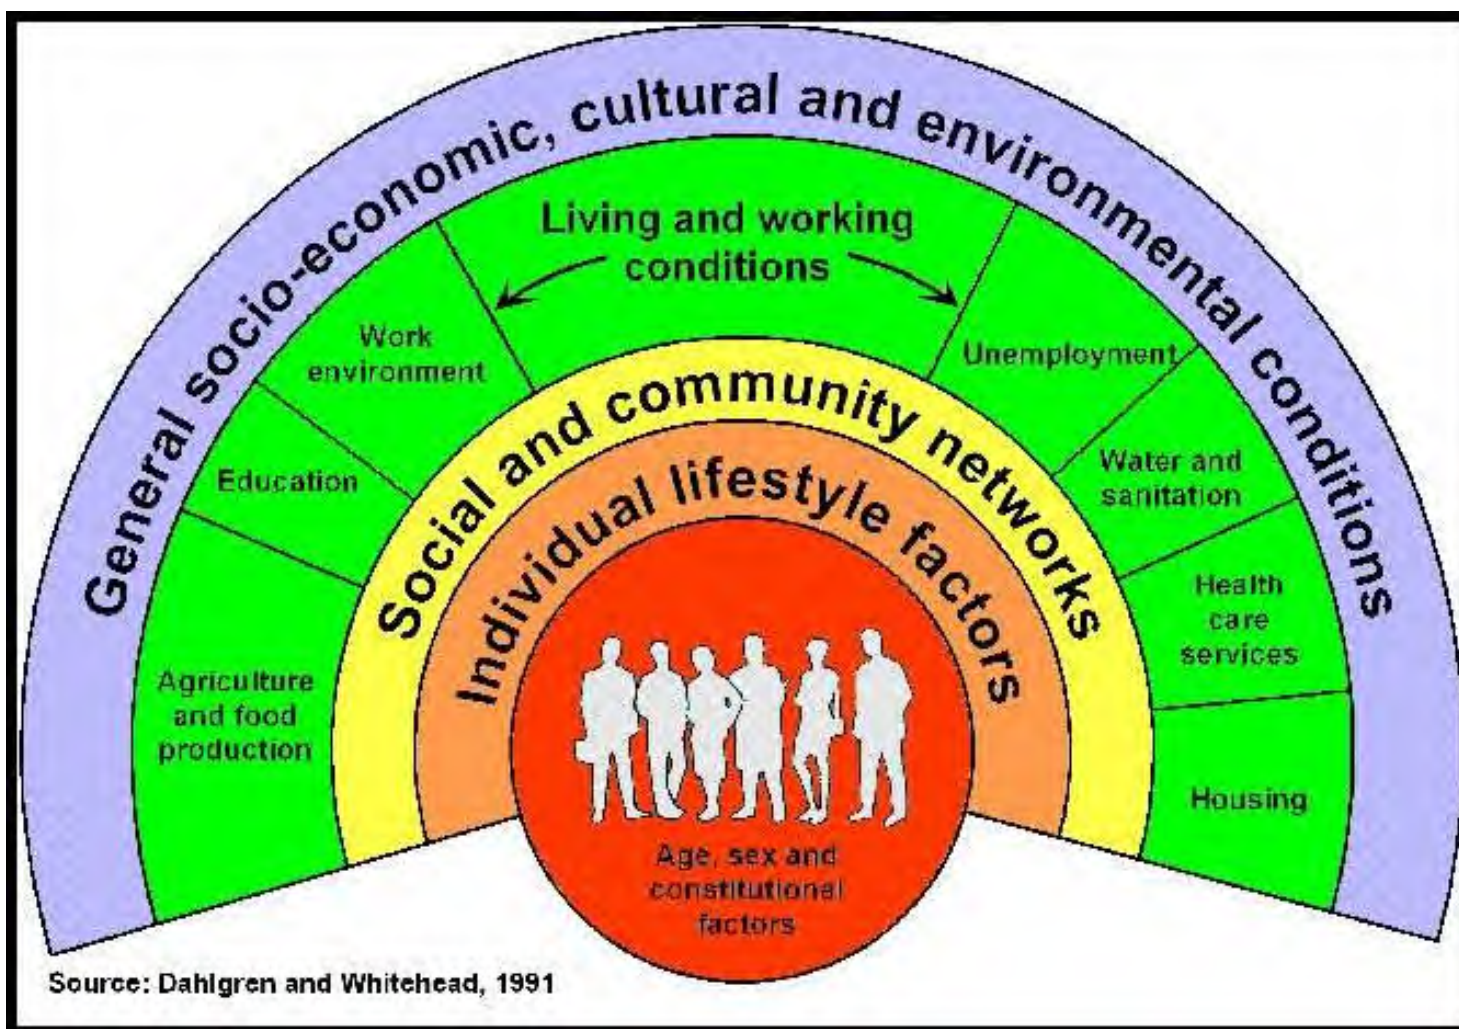 General socio-economic, cultural and environmental conditions
Living and working
conditions
Work
environment
Unemployment
Education
Water and
sanitation
Health
care
services
Agriculture
and food
production
Housing
Social and community networks
Individual lifestyle factors
Age, sex and
constitutional
factors
Source: Dahlgren and Whitehead, 1991